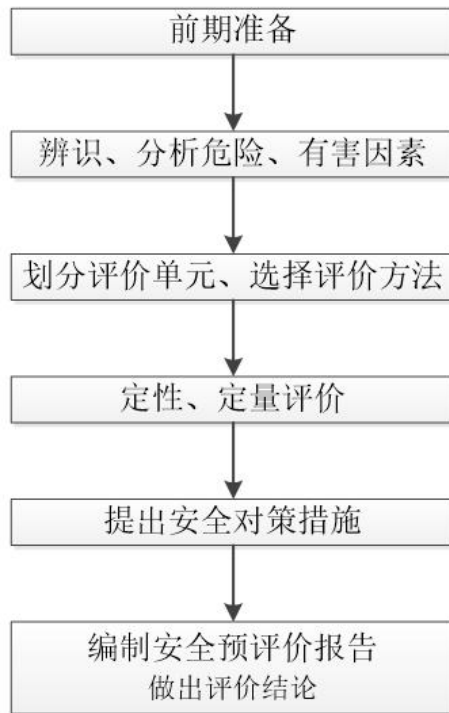 前期准备
辨识、分析危险、有害因素
划分评价单元、选择评价方法
定性、定量评价
提出安全对策措施
编制安全预评价报告
做出评价结论